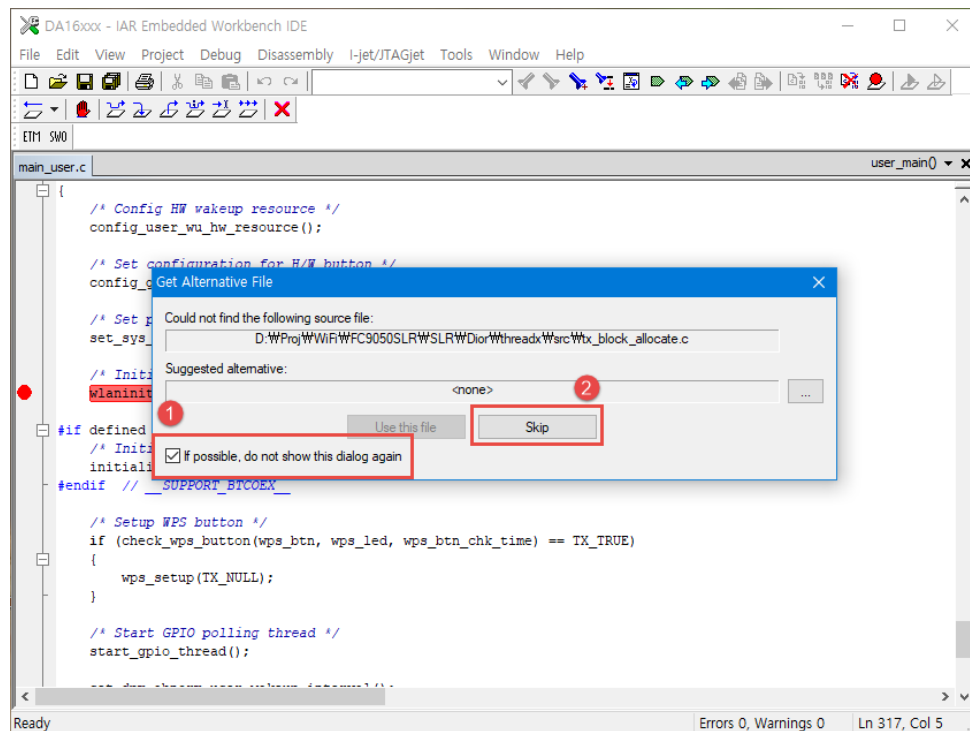 DA16xxx - IAR Embedded Workbench IDE
File Edit View Project Debug Disassembly I-jet/JTAGjet Tools Window Help
ETM SWO
main_user.c
user_main()
{
/* Config HW wakeup resource */
config_user_wu_hw_resource();
/* Set configuration for H/W button */
config_g
Get Alternative File
Could not find the following source file:
/* Set p
D:₩Proj₩WiFi₩FC9050SLR₩SLR₩Dior₩threadx₩src₩tx_block_allocate.c
set_sys_
Suggested alternative:
/* Initi
<none>
...
2
wlaninit
1
Use this file
Skip
#if defined
/* Initi
If possible, do not show this dialog again
initiali
#endif // __SUPPORT_BTCOEX__
/* Setup WPS button */
if (check_wps_button(wps_btn, wps_led, wps_btn_chk_time) == TX_TRUE)
{
wps_setup(TX_NULL);
}
/* Start GPIO polling thread */
start_gpio_thread();
Ready
Errors 0, Warnings 0
Ln 317, Col 5